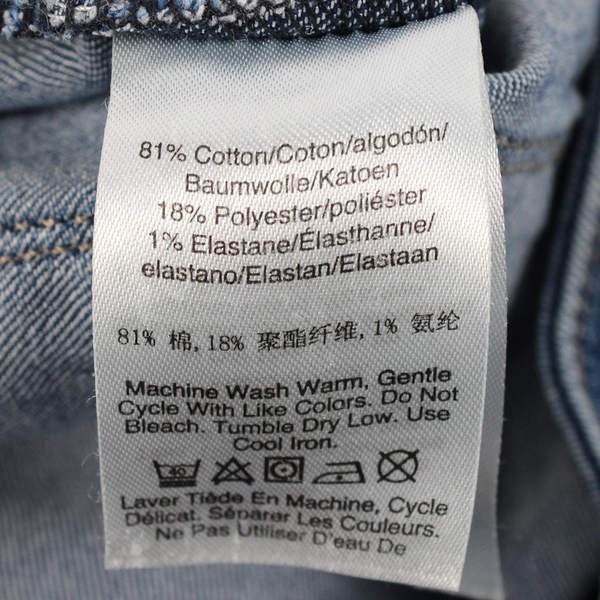 81% Cotton/Coton/algodón/
Baumwolle/Katoen
18% Polyester/poliéster
1% Elastane/Élasthanne/
elastano/Elastan/Elastaan
81% 棉,18% 聚酯纤维,1% 氨纶
Machine Wash Warm, Gentle
Cycle With Like Colors. Do Not
Bleach. Tumble Dry Low. Use
Cool Iron.
40
Laver Tiède En Machine, Cycle
Délicat. Séparer Les Couleurs.
Ne Pas Utiliser D'eau De